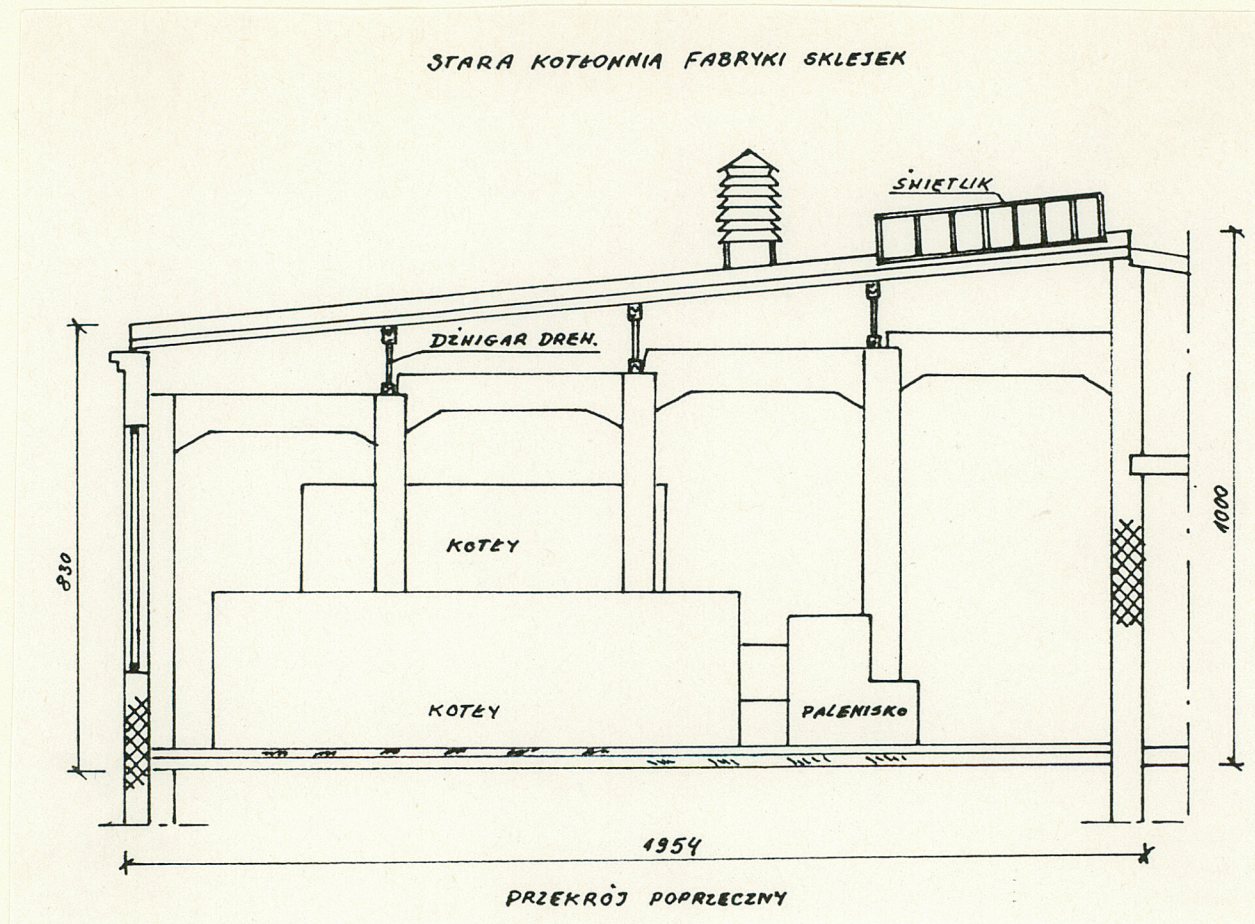 STARA KOTŁOWNIA FABRYKI SKLEJEK
ŚWIETLIK
DŹWIGAR DREW.
830
1000
KOTŁY
KOTŁY
PALENISKO
1954
PRZEKRÓJ POPRZECZNY